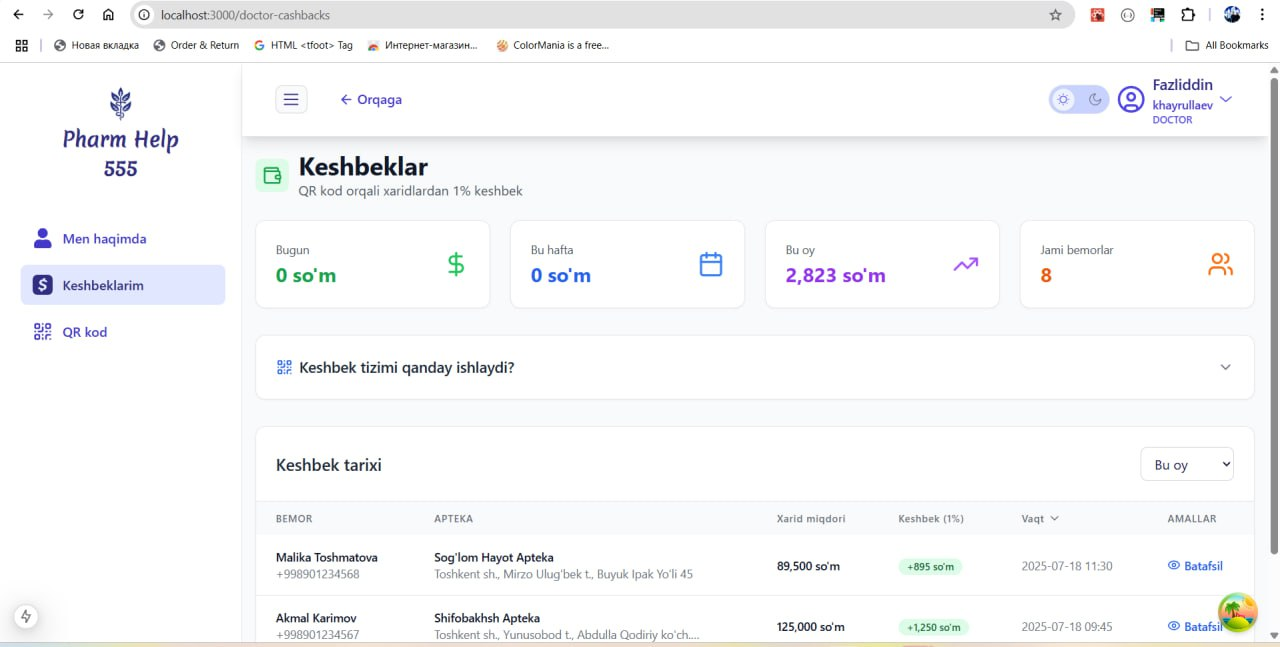 localhost:3000/doctor-cashbacks
Новая вкладка
Order & Return
HTML <tfoot> Tag
Интернет-магазин...
ColorMania is a free...
All Bookmarks
Pharm Help
555
Orqaga
Fazliddin
khayrullaev
DOCTOR
Men haqimda
Keshbeklarim
QR kod
Keshbeklar
QR kod orqali xaridlardan 1% keshbek
Bugun
0 so'm
Bu hafta
0 so'm
Bu oy
2,823 so'm
Jami bemorlar
8
Keshbek tizimi qanday ishlaydi?
Keshbek tarixi
Bu oy
BEMOR APTEKA Xarid miqdori Keshbek (1%) Vaqt AMALLAR
Malika Toshmatova
+998901234568
Sog'lom Hayot Apteka
Toshkent sh., Mirzo Ulug'bek t., Buyuk Ipak Yo'li 45
89,500 so'm
+895 so'm
2025-07-18 11:30
Batafsil
Akmal Karimov
+998901234567
Shifobakhsh Apteka
Toshkent sh., Yunusobod t., Abdulla Qodiriy ko'ch....
125,000 so'm
+1,250 so'm
2025-07-18 09:45
Batafsil